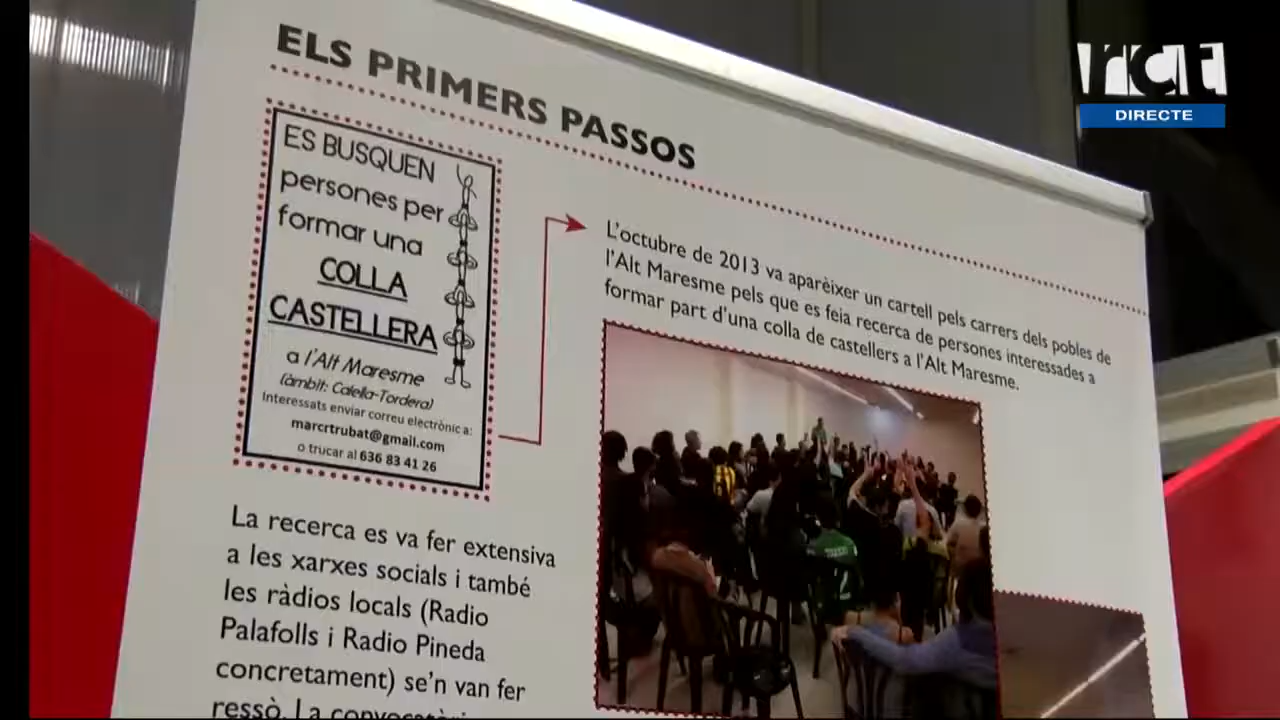 rtct
DIRECTE
ELS PRIMERS PASSOS
ES BUSQUEN
persones per
formar una
COLLA
CASTELLERA
a l'Alt Maresme
(àmbit: Calella-Tordera)
Interessats enviar correu electrònic a:
marcrtrubat@gmail.com
o trucar al 636 83 41 26
L'octubre de 2013 va aparèixer un cartell pels carrers dels pobles de
l'Alt Maresme pels que es feia recerca de persones interessades a
formar part d'una colla de castellers a l'Alt Maresme.
La recerca es va fer extensiva
a les xarxes socials i també
les ràdios locals (Radio
Palafolls i Radio Pineda
concretament) se'n van fer
ressò. La